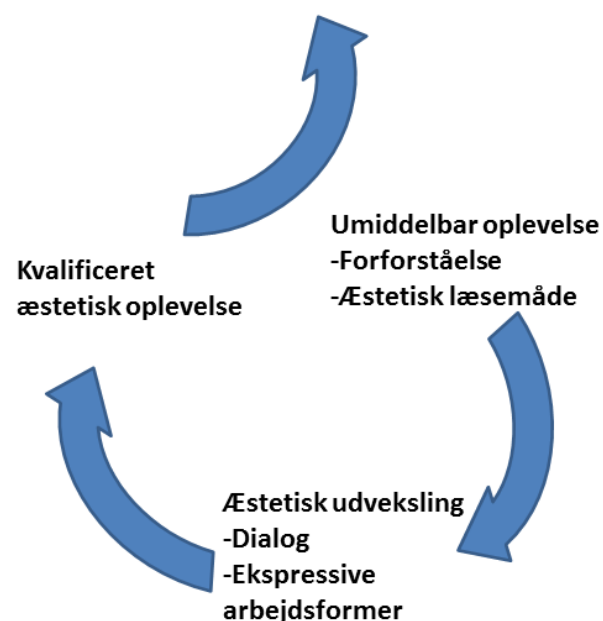 Umiddelbar oplevelse
-Forforståelse
-Æstetisk læsemåde
Kvalificeret
æstetisk oplevelse
Æstetisk udveksling
-Dialog
-Ekspressive
arbejdsformer